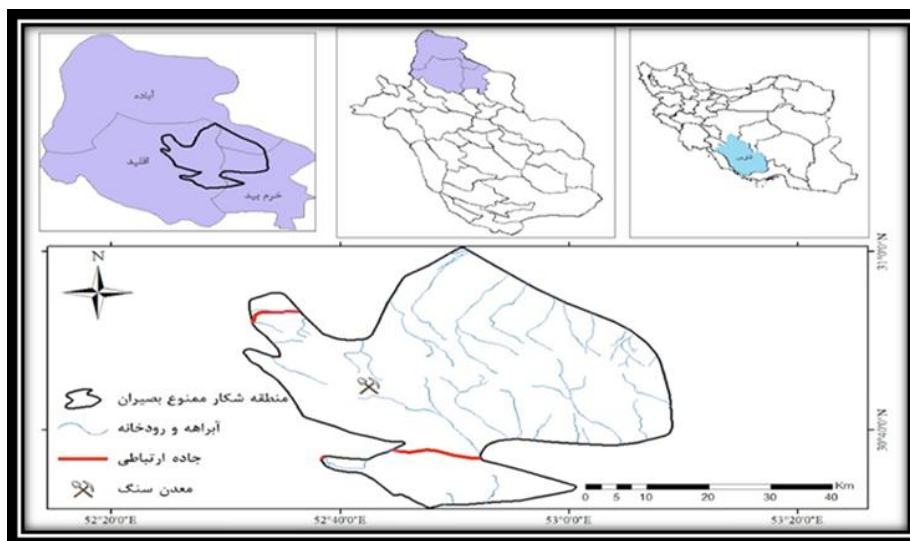 آباده
اقلید
خرم بید
فارس
N
منطقه شکار ممنوع بصیران
آبراهه و رودخانه
جاده ارتباطی
معدن سنگ
31°0'0"N
30°40'0"N
Km
0 5 10 20 30 40
52°20'0"E 52°40'0"E 53°0'0"E 53°20'0"E